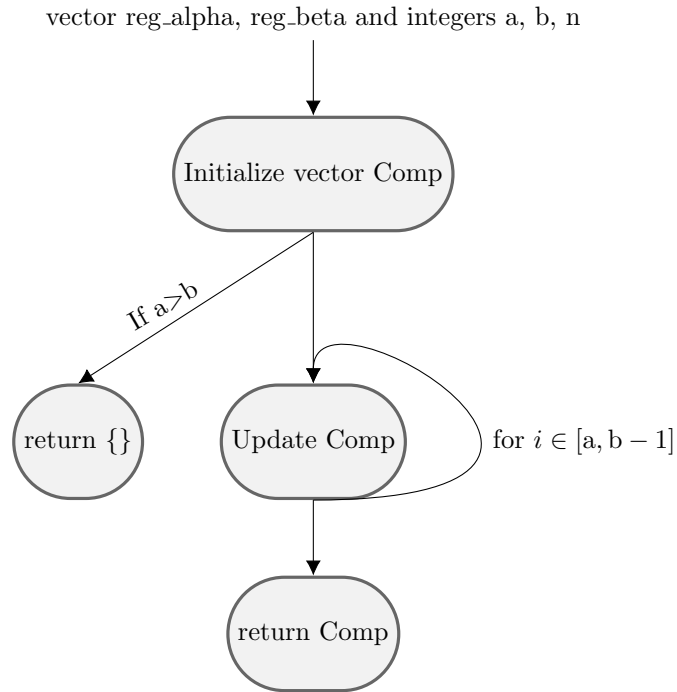 vector reg_alpha, reg_beta and integers a, b, n
Initialize vector Comp
If a>b
return {}
Update Comp
for i ∈ [a, b − 1]
return Comp